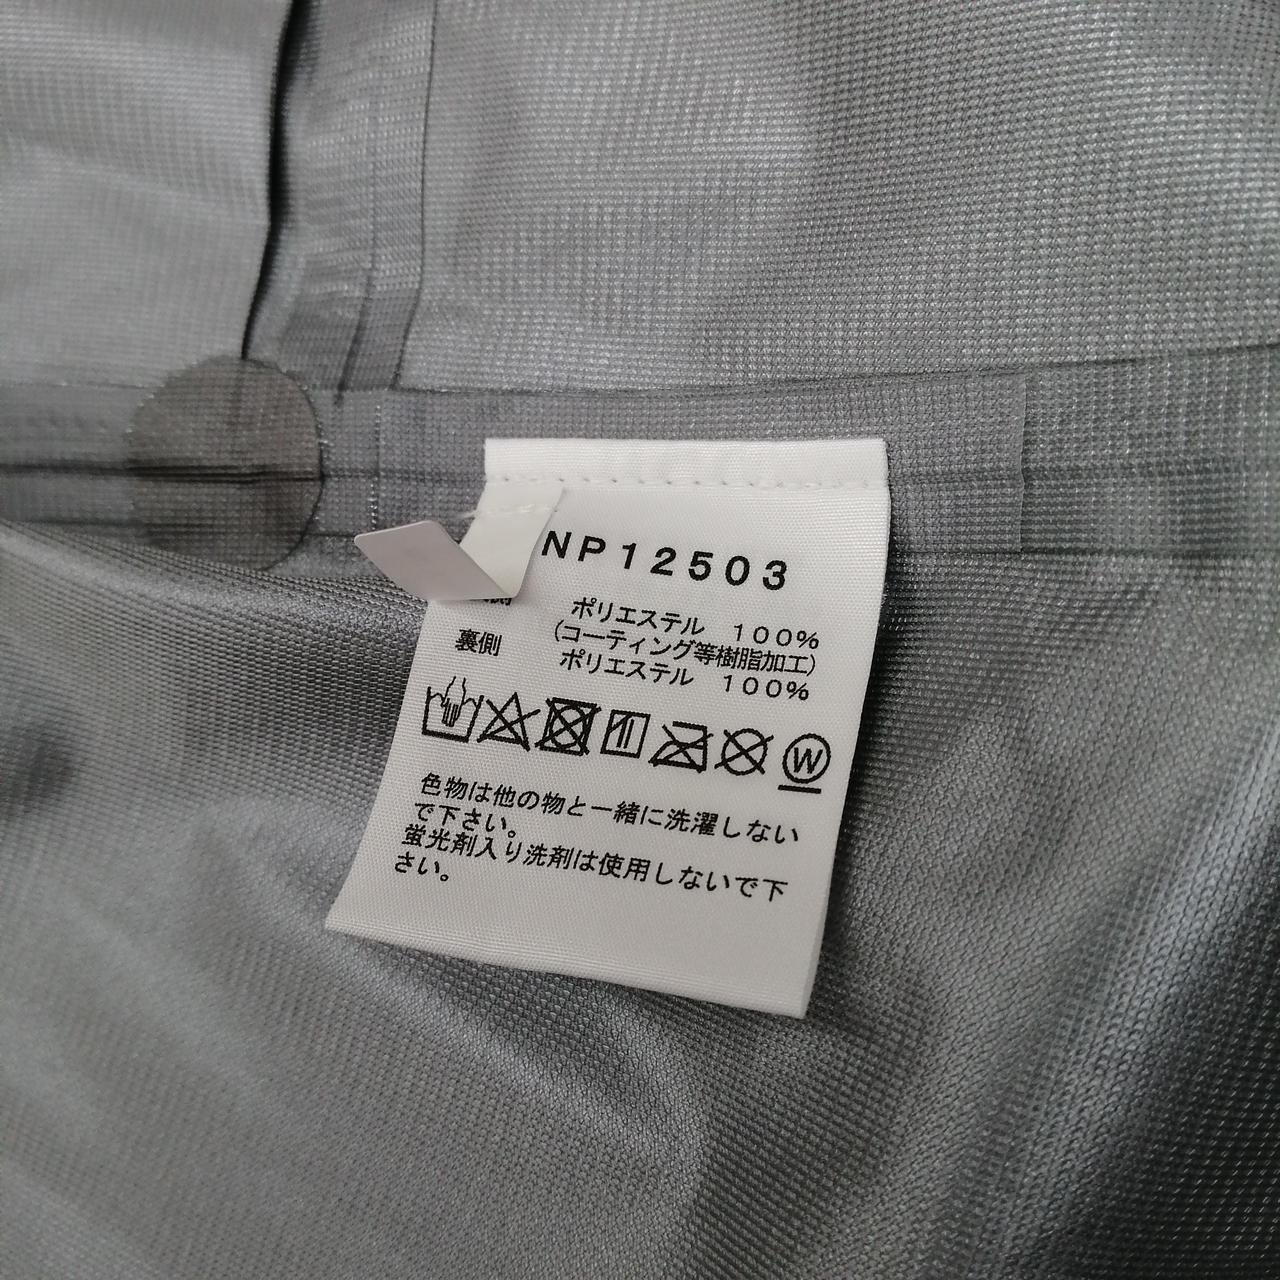 NP12503
ポリエステル　１００％
（コーティング等樹脂加工）
裏側　ポリエステル　１００％
W
色物は他の物と一緒に洗濯しない
で下さい。
蛍光剤入り洗剤は使用しないで下
さい。